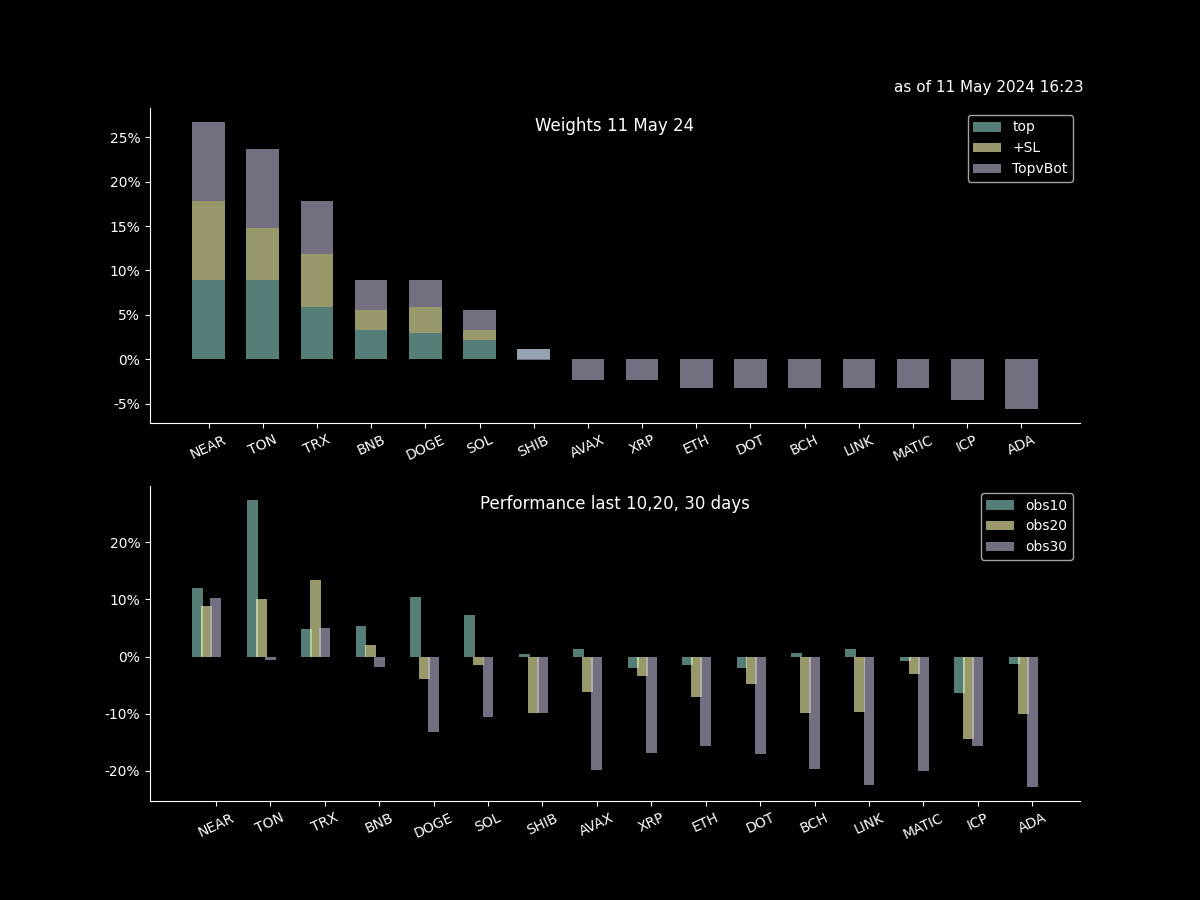 as of 11 May 2024 16:23
Weights 11 May 24
top
+SL
TopvBot
25%
20%
15%
10%
5%
0%
-5%
NEAR TON TRX BNB DOGE SOL SHIB AVAX XRP ETH DOT BCH LINK MATIC ICP ADA
Performance last 10,20, 30 days
obs10
obs20
obs30
20%
10%
0%
-10%
-20%
NEAR TON TRX BNB DOGE SOL SHIB AVAX XRP ETH DOT BCH LINK MATIC ICP ADA